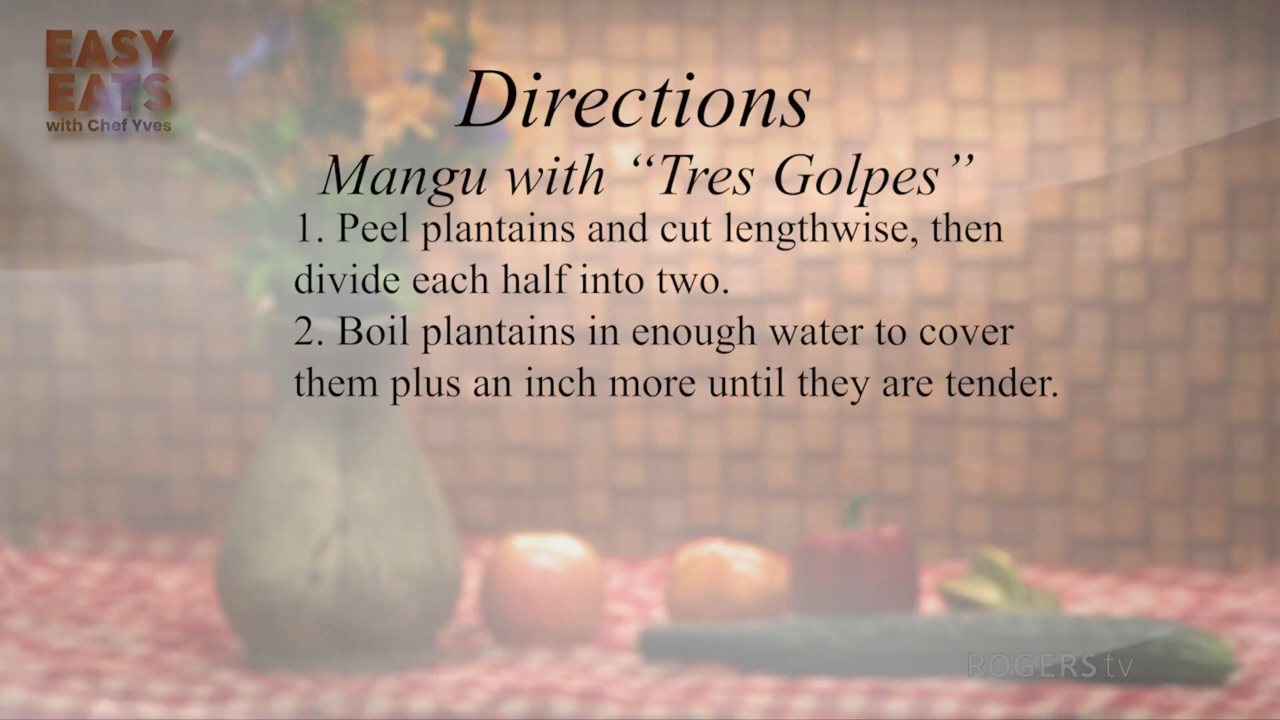 EASY
EATS
with Chef Yves
Directions
Mangu with “Tres Golpes”
1. Peel plantains and cut lengthwise, then
divide each half into two.
2. Boil plantains in enough water to cover
them plus an inch more until they are tender.
ROGERS tv